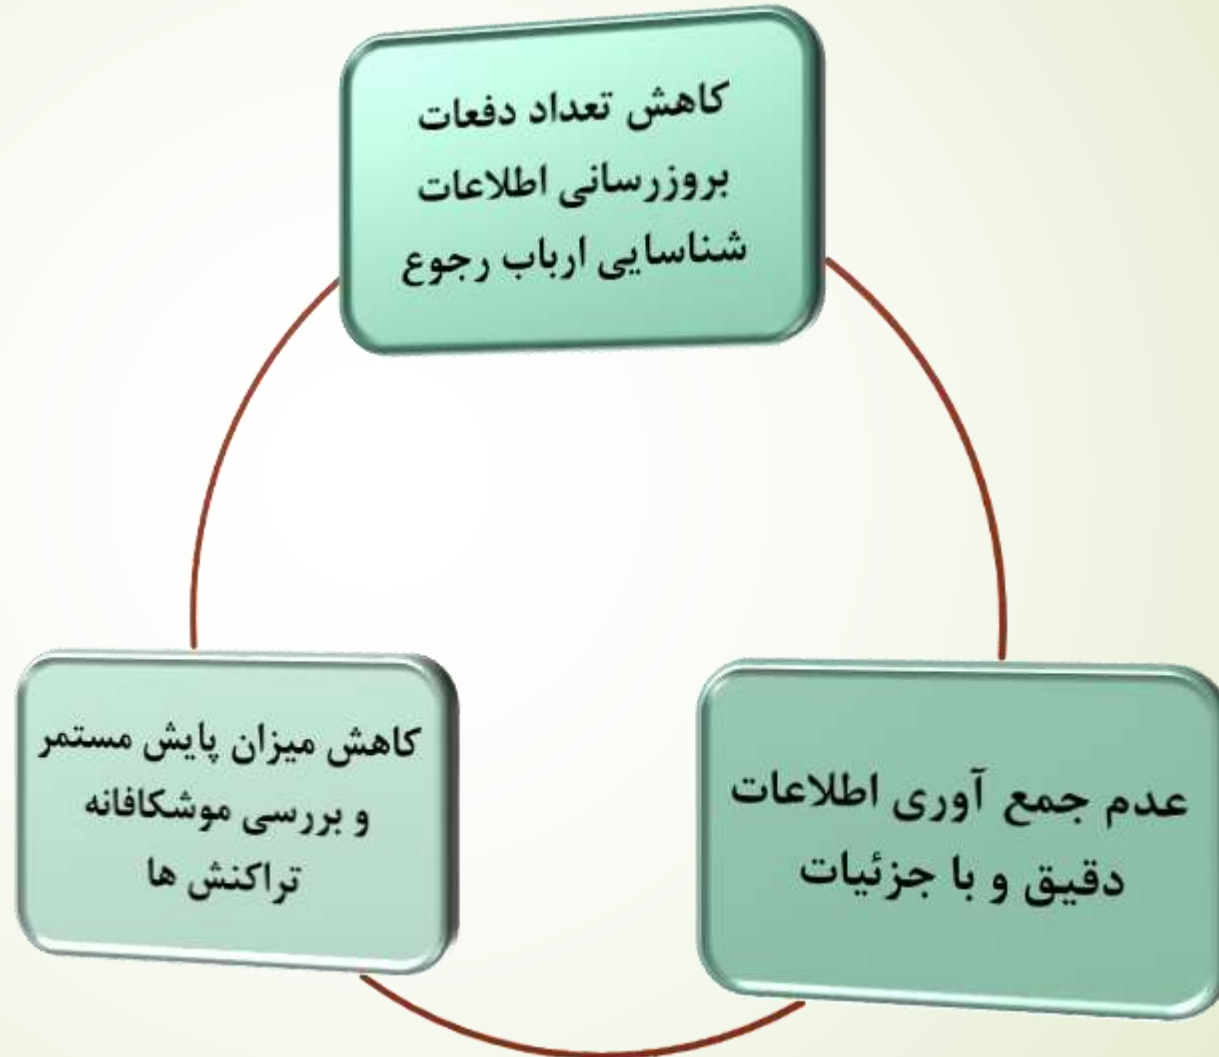 کاهش تعداد دفعات
بروزرسانی اطلاعات
شناسایی ارباب رجوع
عدم جمع آوری اطلاعات
دقیق و با جزئیات
کاهش میزان پایش مستمر
و بررسی موشکافانه
تراکنش ها